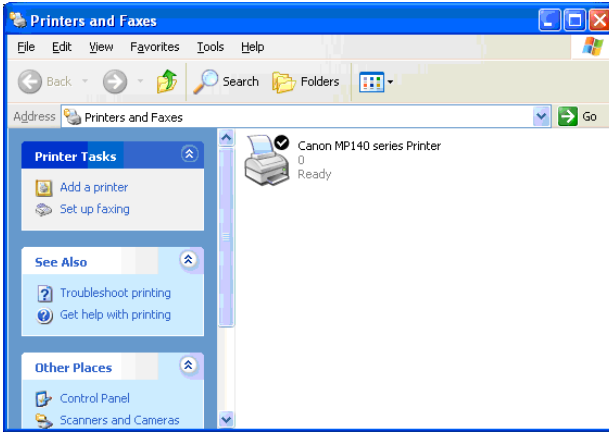 Printers and Faxes
File Edit View Favorites Tools Help
Back Search Folders
Address Printers and Faxes Go
Printer Tasks
Add a printer
Set up faxing
See Also
Troubleshoot printing
Get help with printing
Other Places
Control Panel
Scanners and Cameras
Canon MP140 series Printer
0
Ready